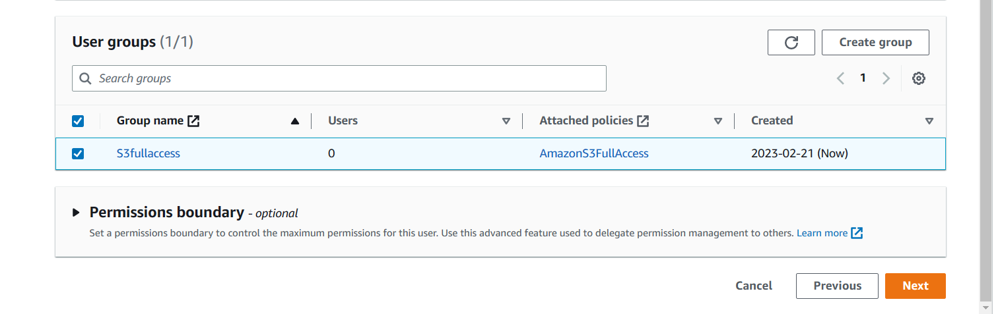 User groups (1/1)
Create group
Search groups
1
Group name Users Attached policies Created
S3fullaccess 0 AmazonS3FullAccess 2023-02-21 (Now)
Permissions boundary - optional
Set a permissions boundary to control the maximum permissions for this user. Use this advanced feature used to delegate permission management to others. Learn more
Cancel Previous Next